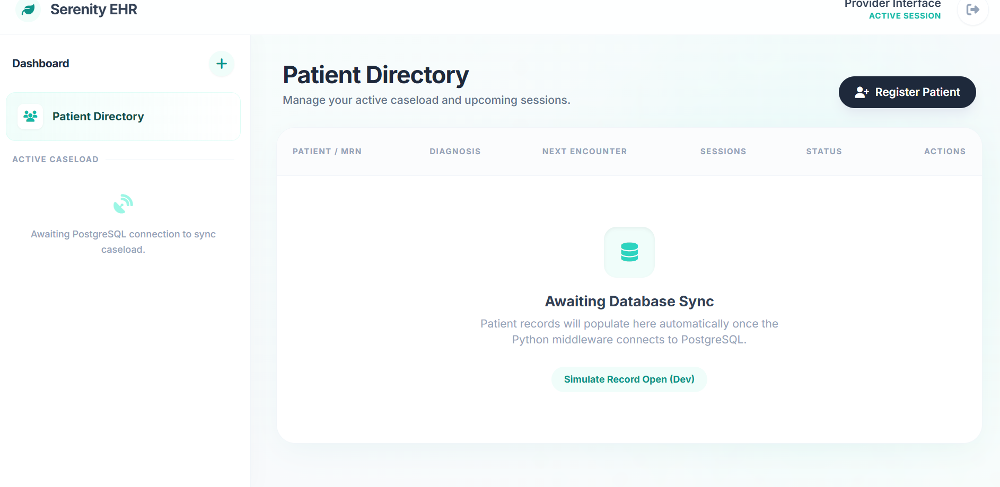 Serenity EHR
Provider Interface
ACTIVE SESSION
Dashboard
Patient Directory
ACTIVE CASELOAD
Awaiting PostgreSQL connection to sync
caseload.
Patient Directory
Manage your active caseload and upcoming sessions.
Register Patient
PATIENT / MRN DIAGNOSIS NEXT ENCOUNTER SESSIONS STATUS ACTIONS
Awaiting Database Sync
Patient records will populate here automatically once the
Python middleware connects to PostgreSQL.
Simulate Record Open (Dev)